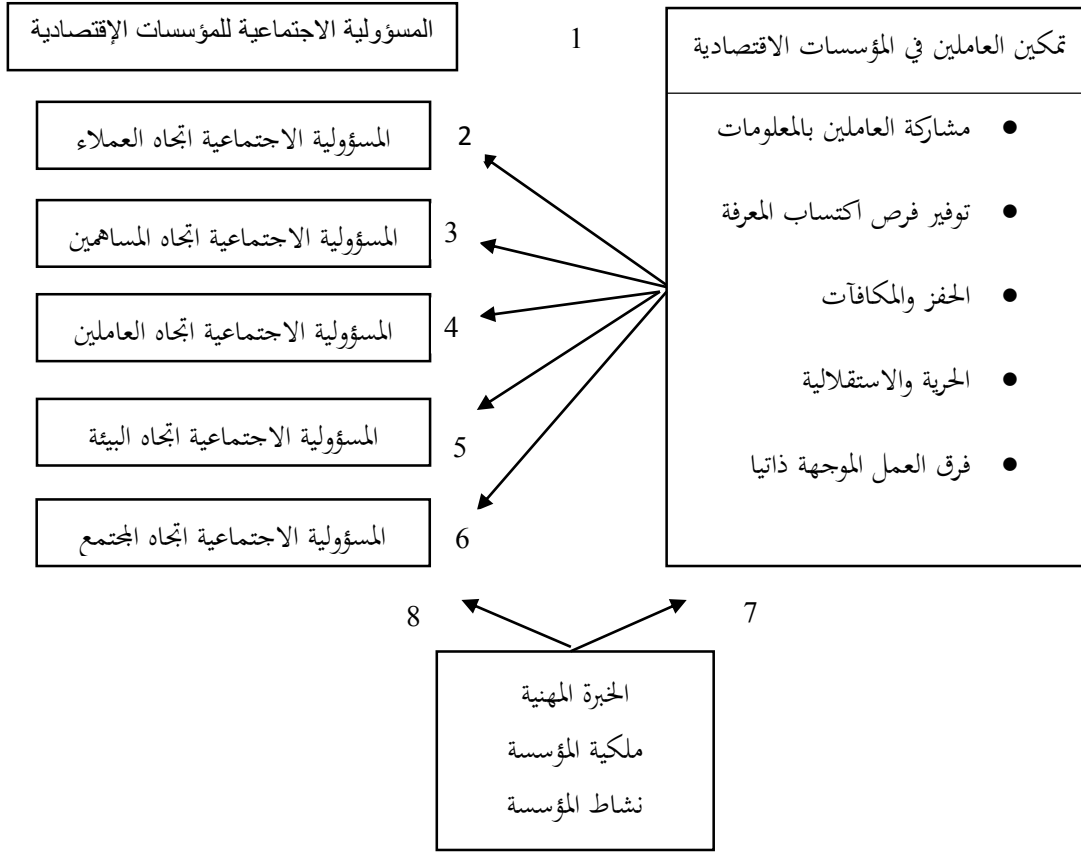 تمكين العاملين في المؤسسات الاقتصادية
● مشاركة العاملين بالمعلومات
● توفير فرص اكتساب المعرفة
● الحفز والمكافآت
● الحرية والاستقلالية
● فرق العمل الموجهة ذاتيا
1
المسؤولية الاجتماعية للمؤسسات الإقتصادية
2
المسؤولية الاجتماعية اتجاه العملاء
3
المسؤولية الاجتماعية اتجاه المساهمين
4
المسؤولية الاجتماعية اتجاه العاملين
5
المسؤولية الاجتماعية اتجاه البيئة
6
المسؤولية الاجتماعية اتجاه المجتمع
7
8
الخبرة المهنية
ملكية المؤسسة
نشاط المؤسسة